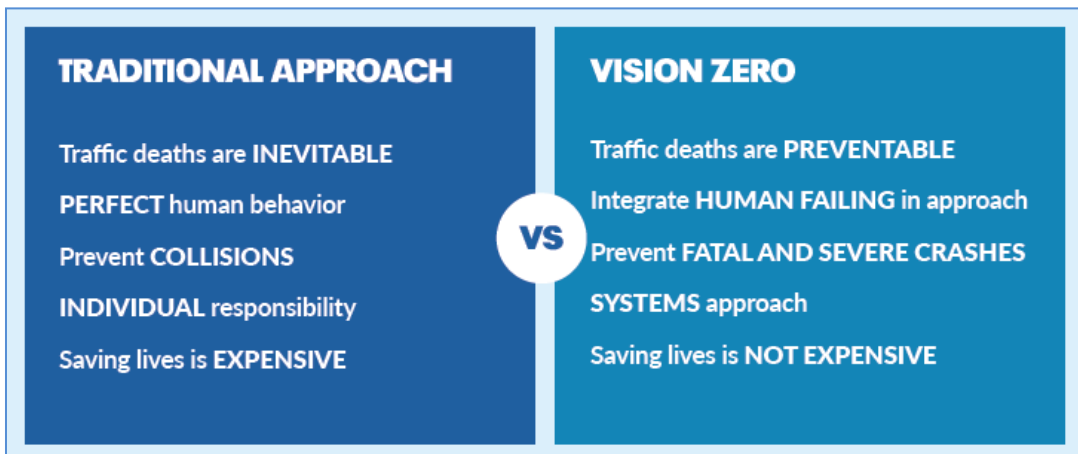 TRADITIONAL APPROACH
Traffic deaths are INEVITABLE
PERFECT human behavior
Prevent COLLISIONS
INDIVIDUAL responsibility
Saving lives is EXPENSIVE
VS
VISION ZERO
Traffic deaths are PREVENTABLE
Integrate HUMAN FAILING in approach
Prevent FATAL AND SEVERE CRASHES
SYSTEMS approach
Saving lives is NOT EXPENSIVE